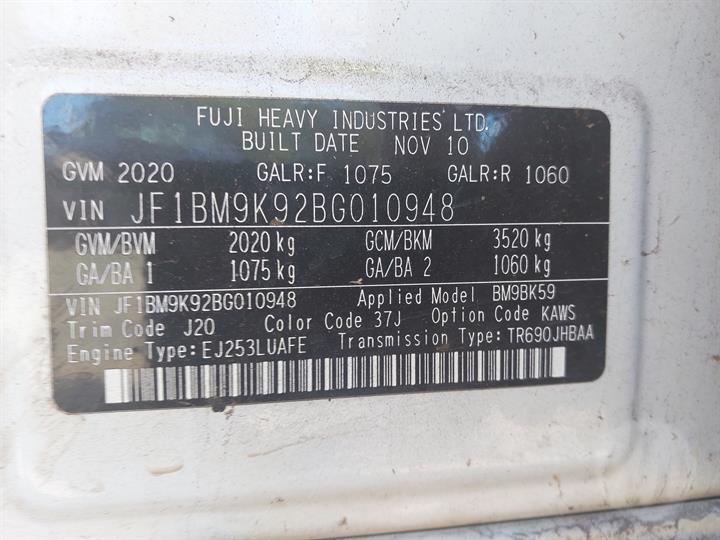 FUJI HEAVY INDUSTRIES LTD.
BUILT DATE NOV 10
GVM 2020 GALR:F 1075 GALR:R 1060
VIN JF1BM9K92BG010948
GVM/BVM 2020 kg GCM/BKM 3520 kg
GA/BA 1 1075 kg GA/BA 2 1060 kg
VIN JF1BM9K92BG010948 Applied Model BM9BK59
Trim Code J20 Color Code 37J Option Code KAWS
Engine Type:EJ253LUAFE Transmission Type:TR690JHBAA